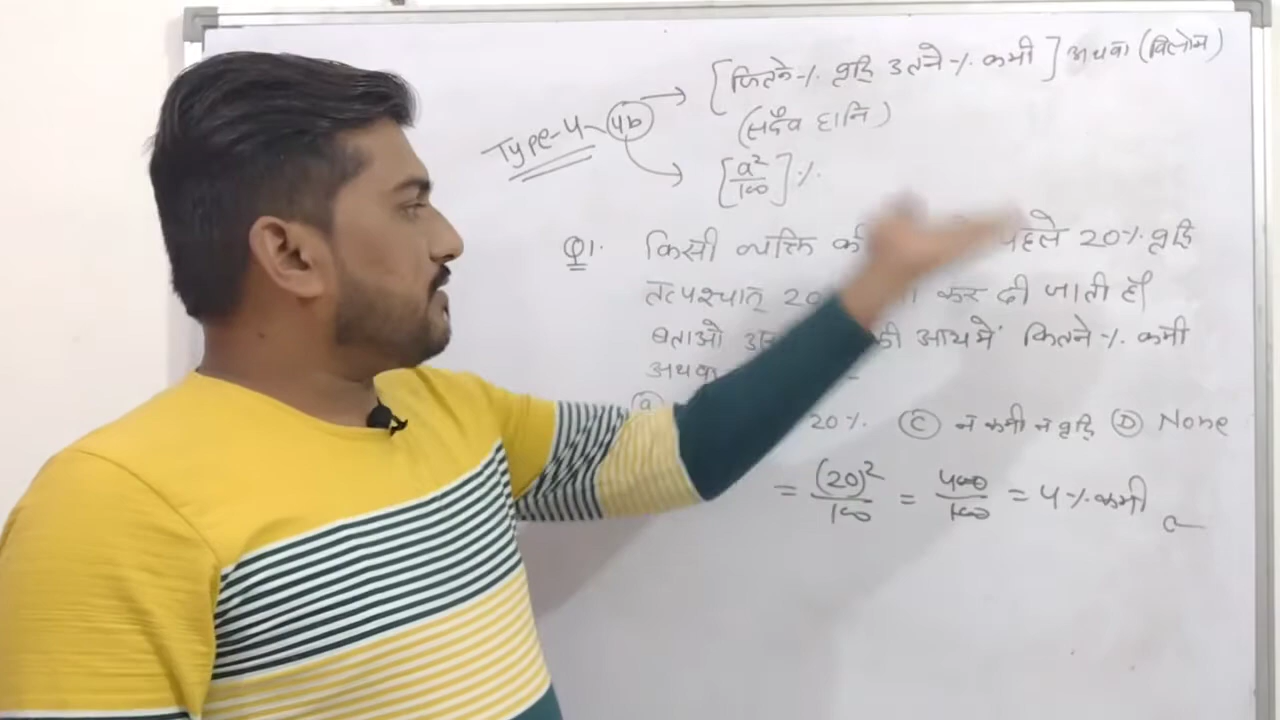 Type-4 4b [जितने % वृद्धि उतने % कमी] अथवा (विलोम)
(सदैव हानि)
[a²/100] %
Q1. किसी व्यक्ति की पहले 20% वृद्धि
तत्पश्चात् 20 कर दी जाती है।
बताओ की आय में कितने % कमी
अथवा
(a) 20% (C) न कमी न वृद्धि (D) None
= (20)²/100 = 400/100 = 4% कमी a